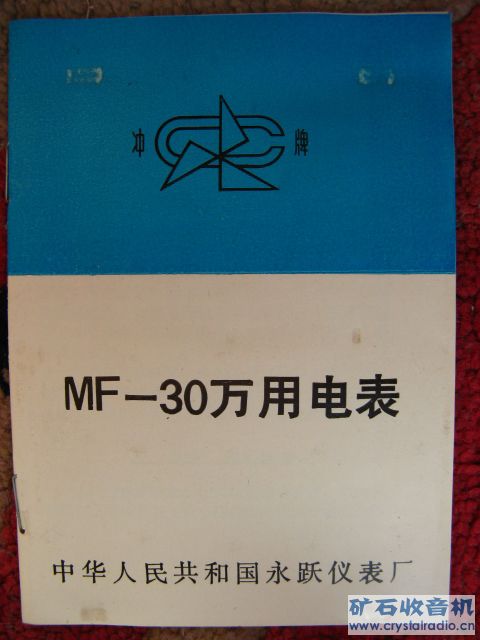 冲 牌
MF-30万用电表
中华人民共和国永跃仪表厂
矿石收音机
www.crystalradio.cn